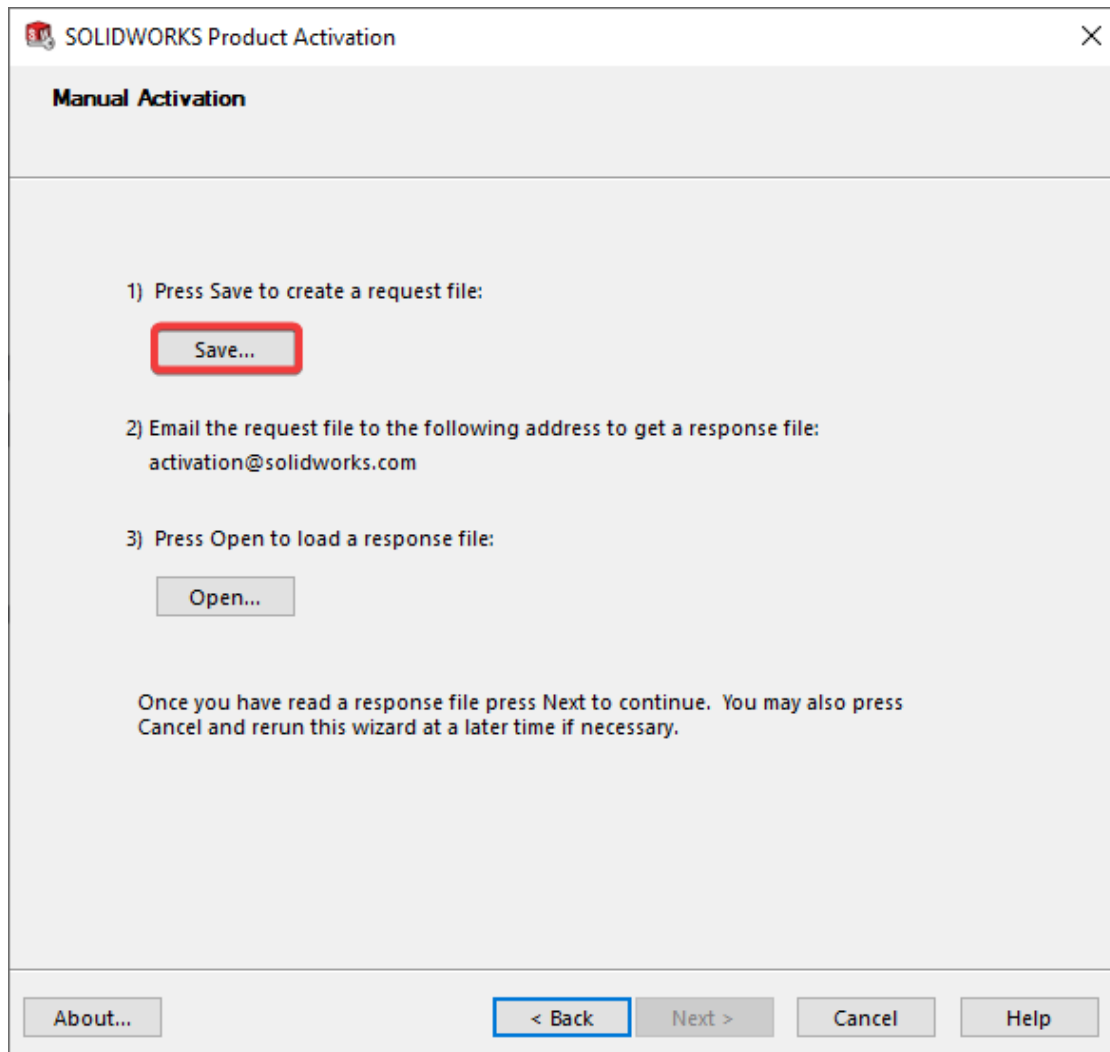 SOLIDWORKS Product Activation
Manual Activation
1) Press Save to create a request file:
Save...
2) Email the request file to the following address to get a response file:
activation@solidworks.com
3) Press Open to load a response file:
Open...
Once you have read a response file press Next to continue. You may also press
Cancel and rerun this wizard at a later time if necessary.
About...
< Back
Next >
Cancel
Help